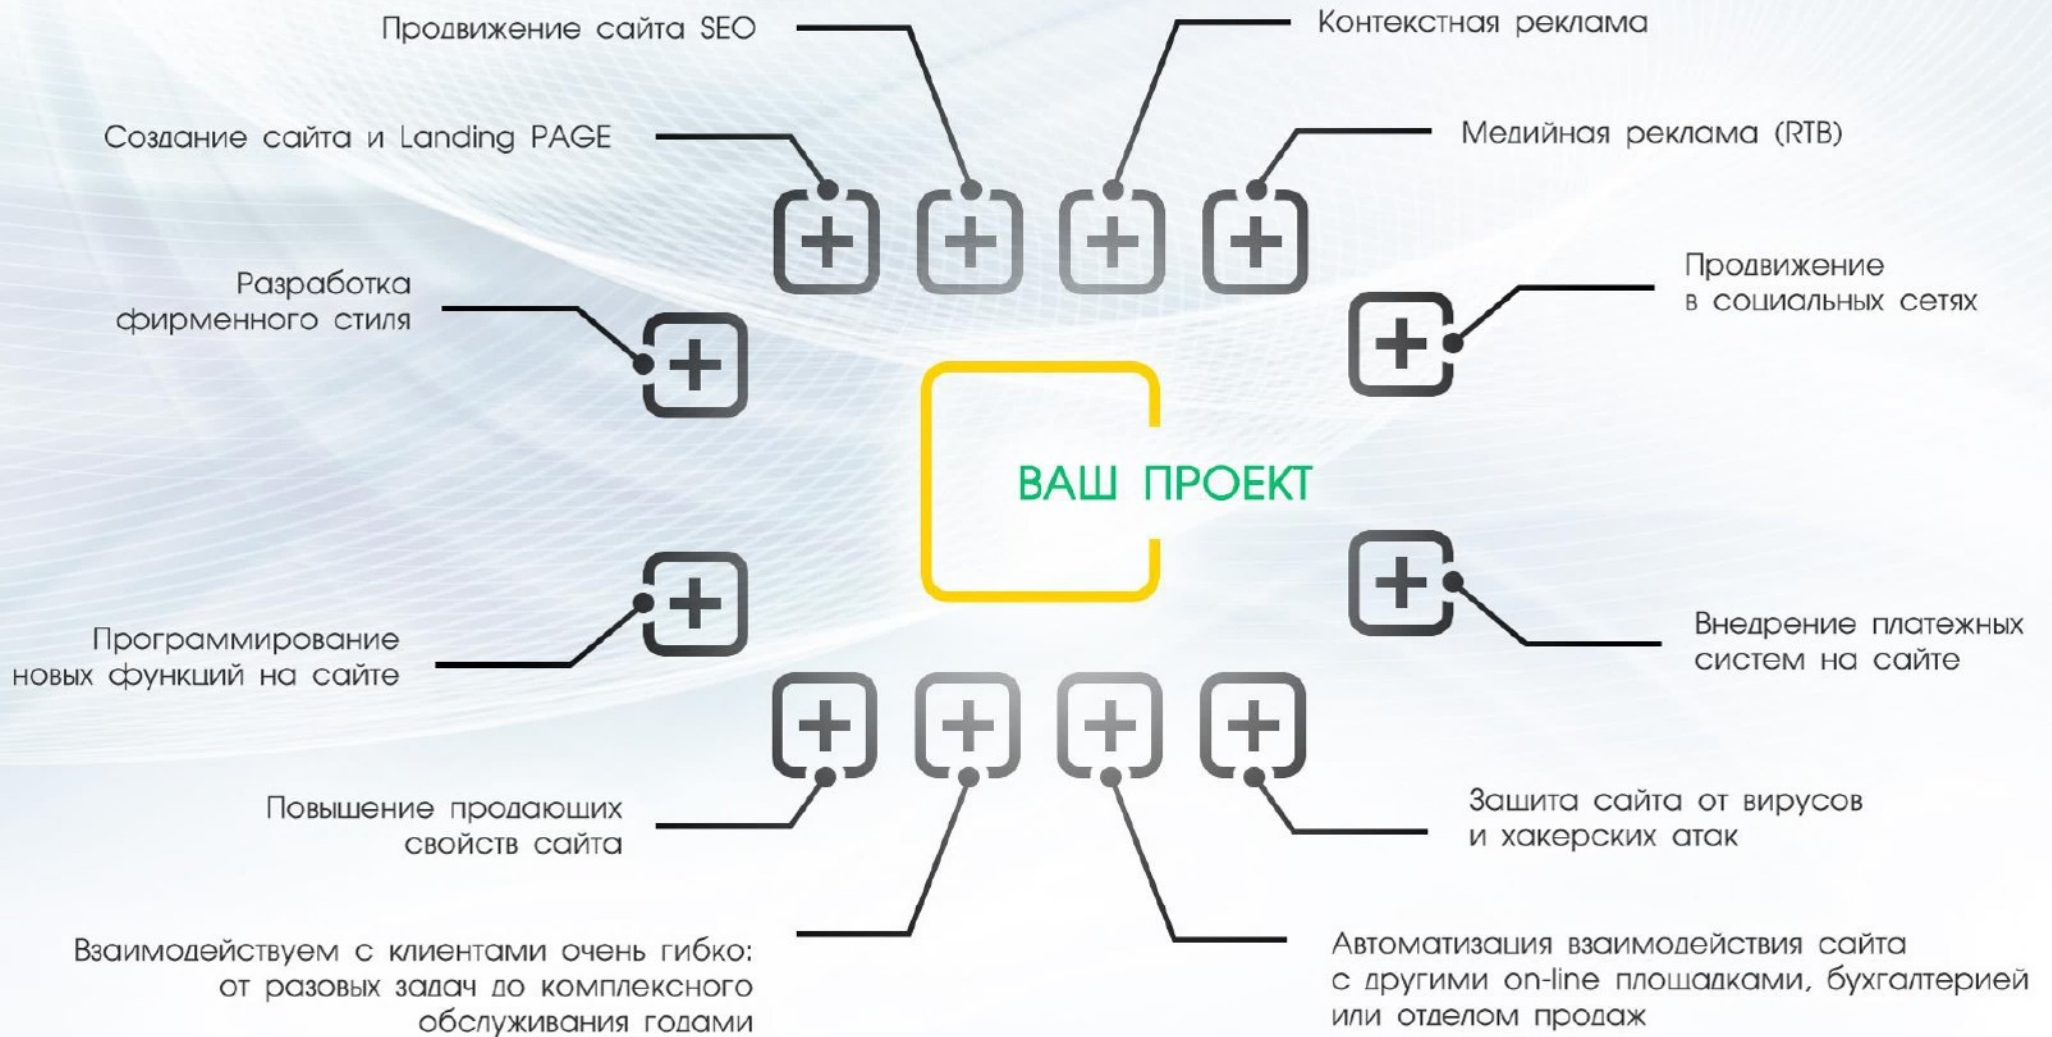 Продвижение сайта SEO
Контекстная реклама
Создание сайта и Landing PAGE
Медийная реклама (RTB)
Разработка
фирменного стиля
Продвижение
в социальных сетях
ВАШ ПРОЕКТ
Программирование
новых функций на сайте
Внедрение платежных
систем на сайте
Повышение продающих
свойств сайта
Защита сайта от вирусов
и хакерских атак
Взаимодействуем с клиентами очень гибко:
от разовых задач до комплексного
обслуживания годами
Автоматизация взаимодействия сайта
с другими on-line площадками, бухгалтерией
или отделом продаж